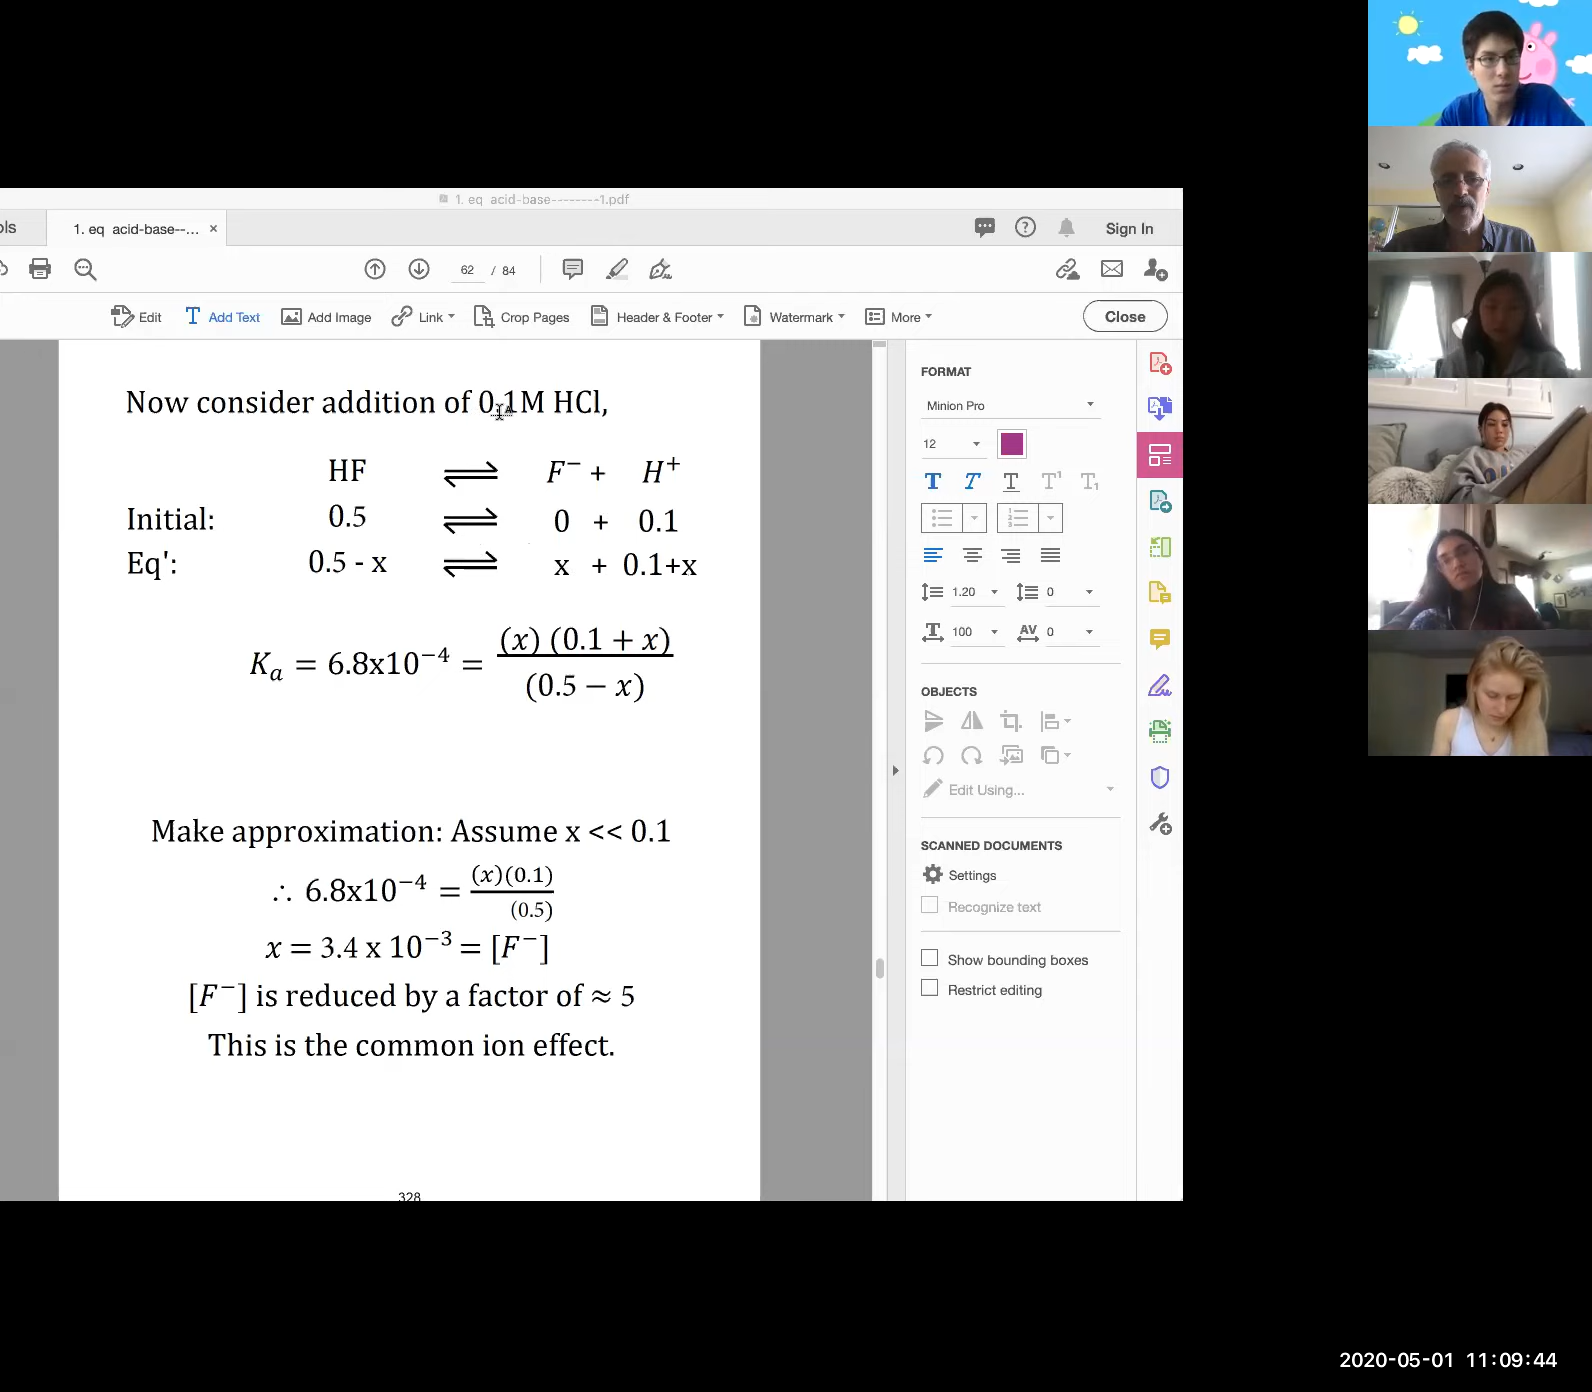 1. eq acid-base--------1.pdf
ols
1. eq acid-base--... ×
Sign In
62 / 84
Edit
Add Text
Add Image
Link
Crop Pages
Header & Footer
Watermark
More
Close
Now consider addition of 0.1M HCl,
HF ⇌ F⁻ + H⁺
Initial: 0.5 ⇌ 0 + 0.1
Eq': 0.5 - x ⇌ x + 0.1+x
Kₐ = 6.8x10⁻⁴ = (x) (0.1 + x) / (0.5 − x)
Make approximation: Assume x << 0.1
∴ 6.8x10⁻⁴ = (x)(0.1) / (0.5)
x = 3.4 x 10⁻³ = [F⁻]
[F⁻] is reduced by a factor of ≈ 5
This is the common ion effect.
328
FORMAT
Minion Pro
12
T T T T¹ T₁
1.20 0
100 AV 0
OBJECTS
Edit Using...
SCANNED DOCUMENTS
Settings
Recognize text
Show bounding boxes
Restrict editing
2020-05-01 11:09:44